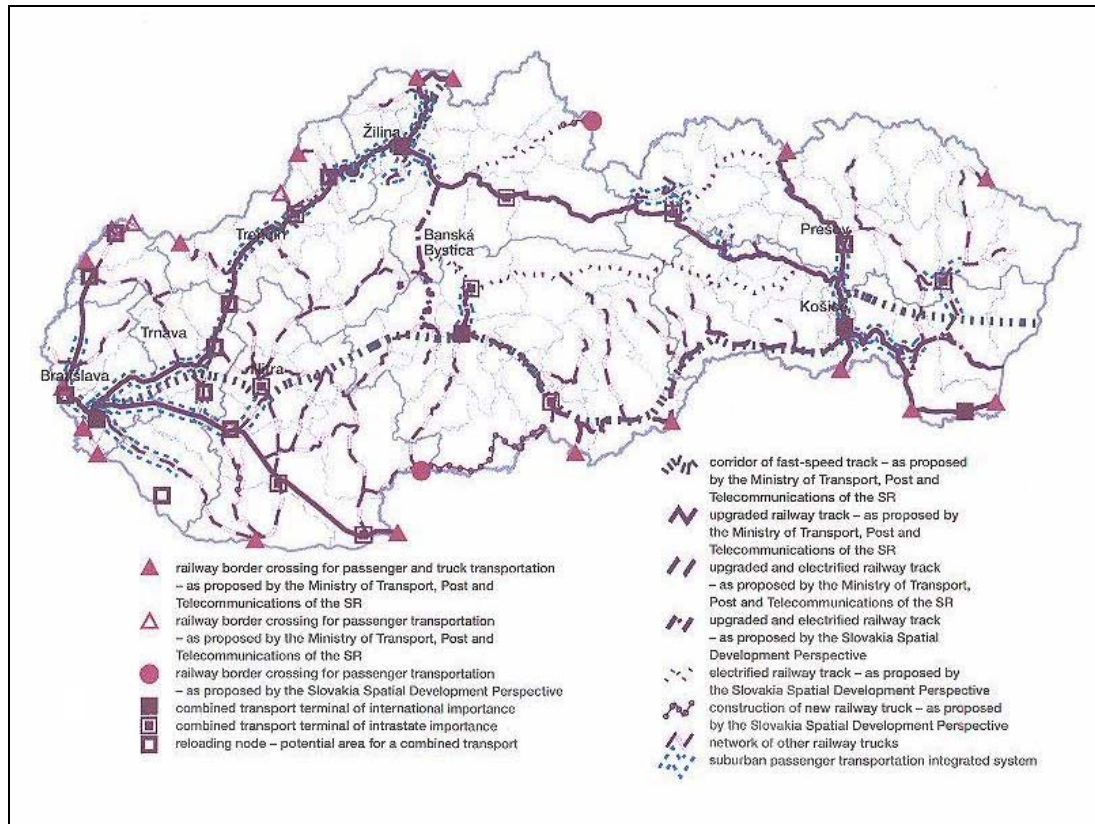 Žilina
Trenčín
Banská
Bystica
Prešov
Košice
Trnava
Nitra
Bratislava
railway border crossing for passenger and truck transportation
– as proposed by the Ministry of Transport, Post and
Telecommunications of the SR
railway border crossing for passenger transportation
– as proposed by the Ministry of Transport, Post and
Telecommunications of the SR
railway border crossing for passenger transportation
– as proposed by the Slovakia Spatial Development Perspective
combined transport terminal of international importance
combined transport terminal of intrastate importance
reloading node – potential area for a combined transport
corridor of fast-speed track – as proposed
by the Ministry of Transport, Post and
Telecommunications of the SR
upgraded railway track – as proposed by
the Ministry of Transport, Post and
Telecommunications of the SR
upgraded and electrified railway track
– as proposed by the Ministry of Transport,
Post and Telecommunications of the SR
upgraded and electrified railway track
– as proposed by the Slovakia Spatial
Development Perspective
electrified railway track – as proposed by
the Slovakia Spatial Development Perspective
construction of new railway truck – as proposed
by the Slovakia Spatial Development Perspective
network of other railway trucks
suburban passenger transportation integrated system